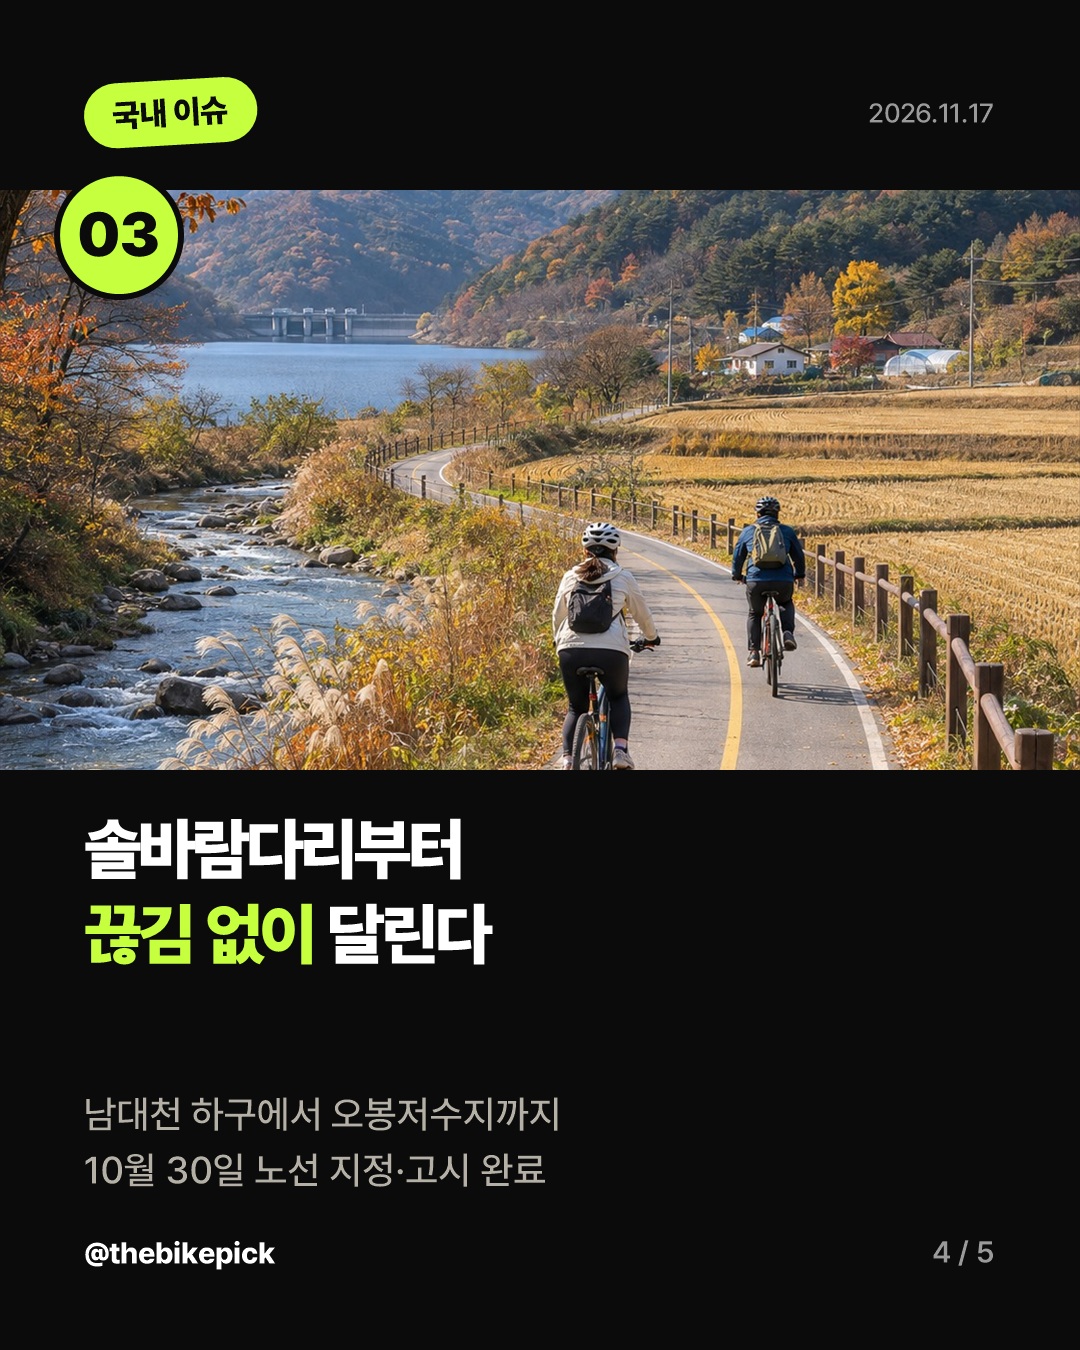 국내 이슈
2026.11.17
03
솔바람다리부터
끊김 없이 달린다
남대천 하구에서 오봉저수지까지
10월 30일 노선 지정·고시 완료
@thebikepick
4 / 5